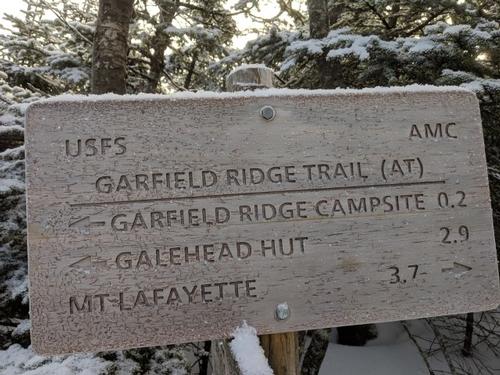 USFS AMC
GARFIELD RIDGE TRAIL (AT)
GARFIELD RIDGE CAMPSITE 0.2
GALEHEAD HUT 2.9
MT LAFAYETTE 3.7